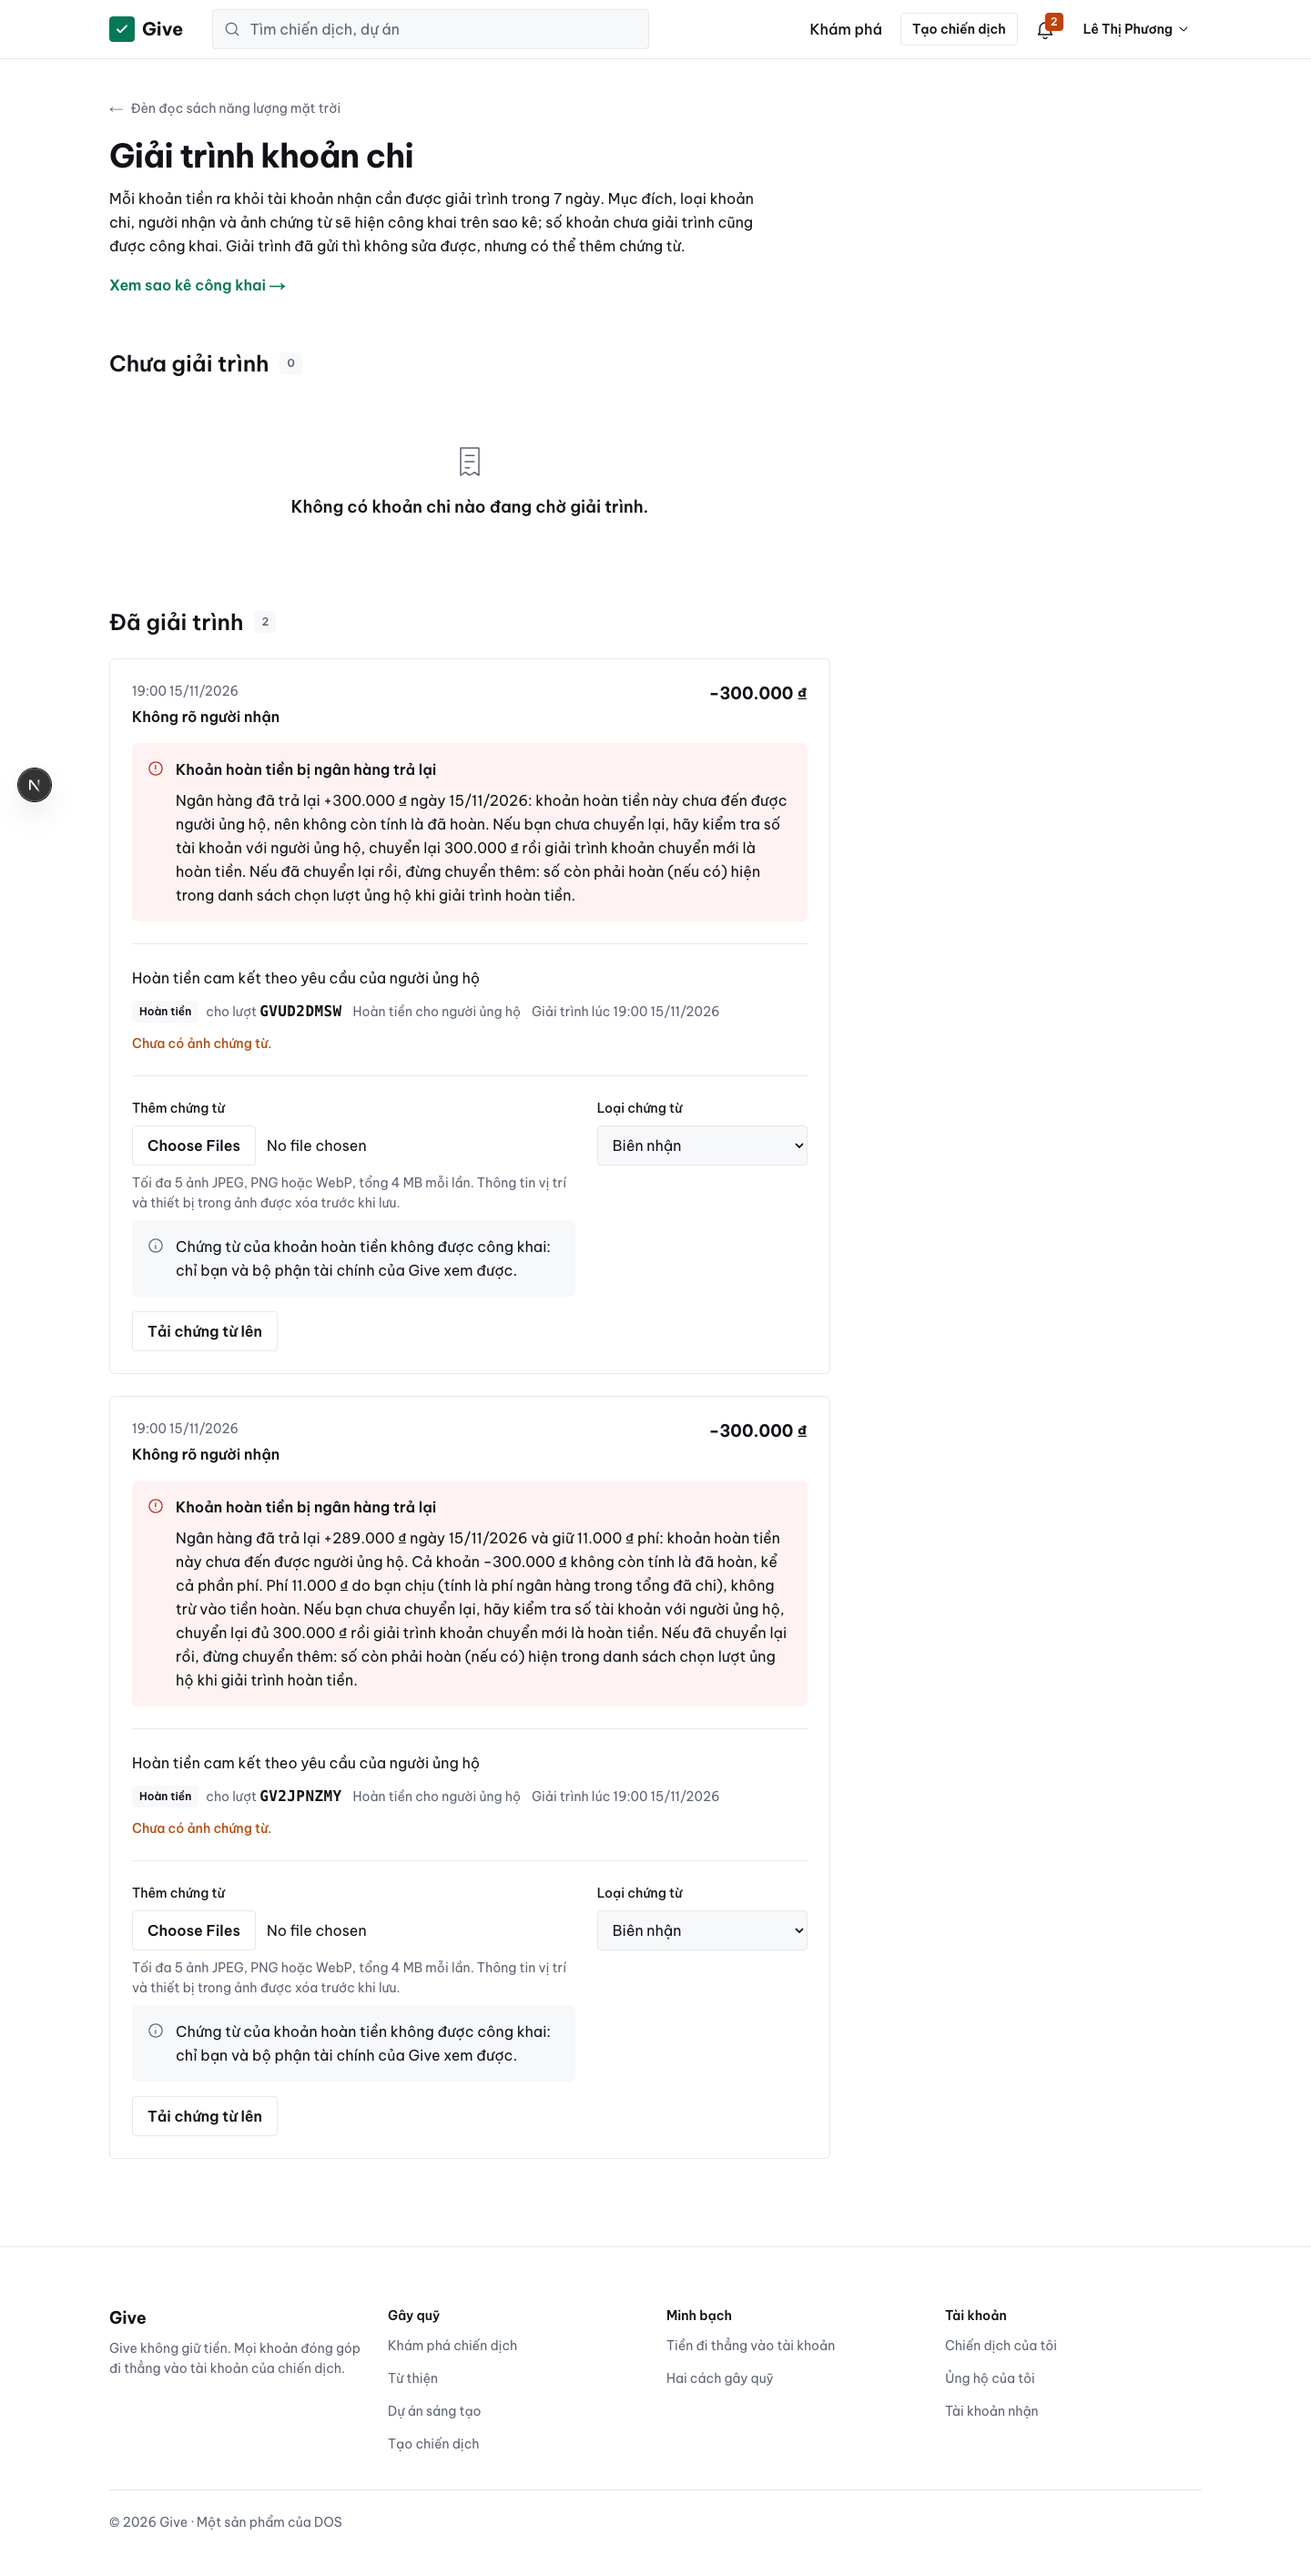 Give
Tìm chiến dịch, dự án
Khám phá
Tạo chiến dịch
2
Lê Thị Phương
← Đèn đọc sách năng lượng mặt trời
Giải trình khoản chi
Mỗi khoản tiền ra khỏi tài khoản nhận cần được giải trình trong 7 ngày. Mục đích, loại khoản
chi, người nhận và ảnh chứng từ sẽ hiện công khai trên sao kê; số khoản chưa giải trình cũng
được công khai. Giải trình đã gửi thì không sửa được, nhưng có thể thêm chứng từ.
Xem sao kê công khai →
Chưa giải trình 0
Không có khoản chi nào đang chờ giải trình.
Đã giải trình 2
19:00 15/11/2026
-300.000 ₫
Không rõ người nhận
Khoản hoàn tiền bị ngân hàng trả lại
Ngân hàng đã trả lại +300.000 ₫ ngày 15/11/2026: khoản hoàn tiền này chưa đến được
người ủng hộ, nên không còn tính là đã hoàn. Nếu bạn chưa chuyển lại, hãy kiểm tra số
tài khoản với người ủng hộ, chuyển lại 300.000 ₫ rồi giải trình khoản chuyển mới là
hoàn tiền. Nếu đã chuyển lại rồi, đừng chuyển thêm: số còn phải hoàn (nếu có) hiện
trong danh sách chọn lượt ủng hộ khi giải trình hoàn tiền.
Hoàn tiền cam kết theo yêu cầu của người ủng hộ
Hoàn tiền cho lượt GVUD2DMSW Hoàn tiền cho người ủng hộ Giải trình lúc 19:00 15/11/2026
Chưa có ảnh chứng từ.
Thêm chứng từ
Loại chứng từ
Choose Files No file chosen
Biên nhận
Tối đa 5 ảnh JPEG, PNG hoặc WebP, tổng 4 MB mỗi lần. Thông tin vị trí
và thiết bị trong ảnh được xóa trước khi lưu.
Chứng từ của khoản hoàn tiền không được công khai:
chỉ bạn và bộ phận tài chính của Give xem được.
Tải chứng từ lên
19:00 15/11/2026
-300.000 ₫
Không rõ người nhận
Khoản hoàn tiền bị ngân hàng trả lại
Ngân hàng đã trả lại +289.000 ₫ ngày 15/11/2026 và giữ 11.000 ₫ phí: khoản hoàn tiền
này chưa đến được người ủng hộ. Cả khoản -300.000 ₫ không còn tính là đã hoàn, kể
cả phần phí. Phí 11.000 ₫ do bạn chịu (tính là phí ngân hàng trong tổng đã chi), không
trừ vào tiền hoàn. Nếu bạn chưa chuyển lại, hãy kiểm tra số tài khoản với người ủng hộ,
chuyển lại đủ 300.000 ₫ rồi giải trình khoản chuyển mới là hoàn tiền. Nếu đã chuyển lại
rồi, đừng chuyển thêm: số còn phải hoàn (nếu có) hiện trong danh sách chọn lượt ủng
hộ khi giải trình hoàn tiền.
Hoàn tiền cam kết theo yêu cầu của người ủng hộ
Hoàn tiền cho lượt GV2JPNZMY Hoàn tiền cho người ủng hộ Giải trình lúc 19:00 15/11/2026
Chưa có ảnh chứng từ.
Thêm chứng từ
Loại chứng từ
Choose Files No file chosen
Biên nhận
Tối đa 5 ảnh JPEG, PNG hoặc WebP, tổng 4 MB mỗi lần. Thông tin vị trí
và thiết bị trong ảnh được xóa trước khi lưu.
Chứng từ của khoản hoàn tiền không được công khai:
chỉ bạn và bộ phận tài chính của Give xem được.
Tải chứng từ lên
Give
Give không giữ tiền. Mọi khoản đóng góp
đi thẳng vào tài khoản của chiến dịch.
Gây quỹ
Khám phá chiến dịch
Từ thiện
Dự án sáng tạo
Tạo chiến dịch
Minh bạch
Tiền đi thẳng vào tài khoản
Hai cách gây quỹ
Tài khoản
Chiến dịch của tôi
Ủng hộ của tôi
Tài khoản nhận
© 2026 Give · Một sản phẩm của DOS